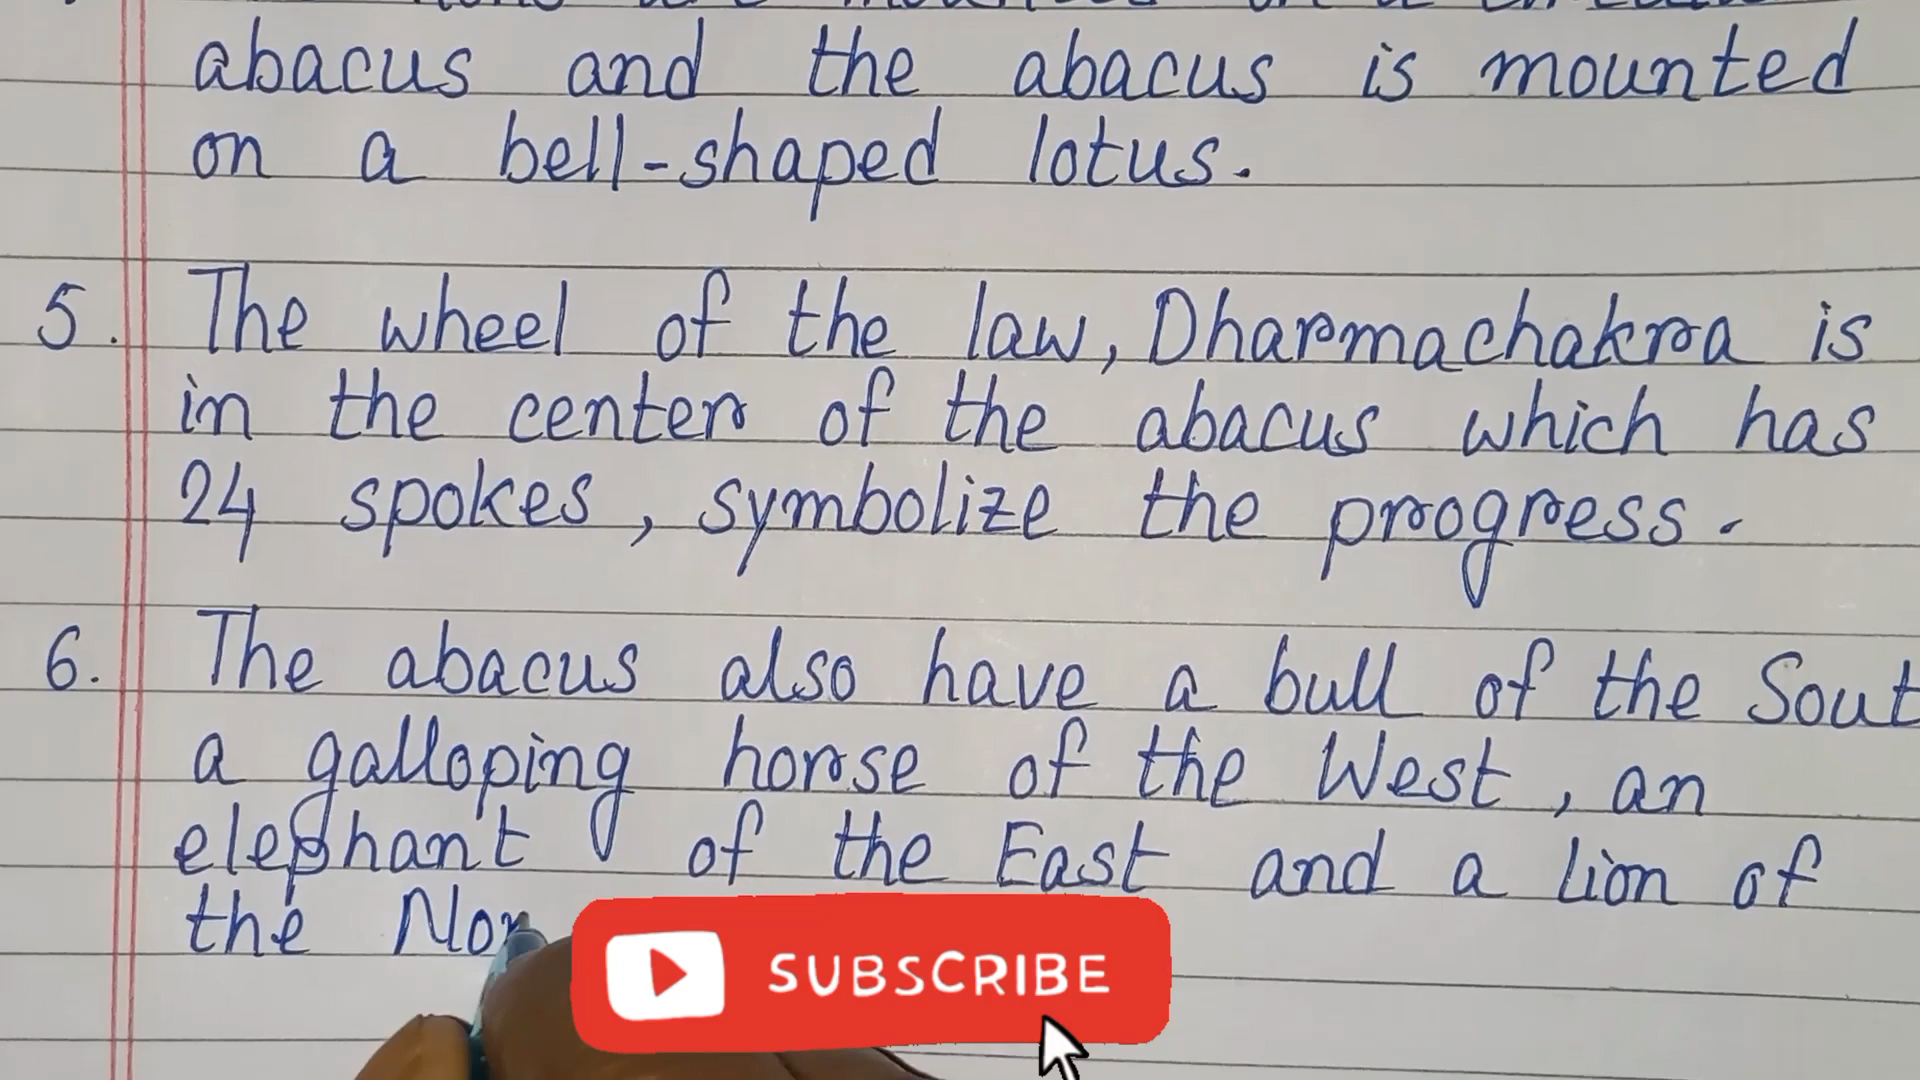 abacus and the abacus is mounted
on a bell-shaped lotus.
5. The wheel of the law, Dharmachakra is
in the center of the abacus which has
24 spokes, symbolize the progress.
6. The abacus also have a bull of the Sout
a galloping horse of the West, an
elephant of the East and a lion of
the Nor
SUBSCRIBE